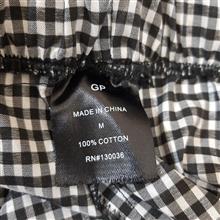 GP
MADE IN CHINA
M
100% COTTON
RN#130036